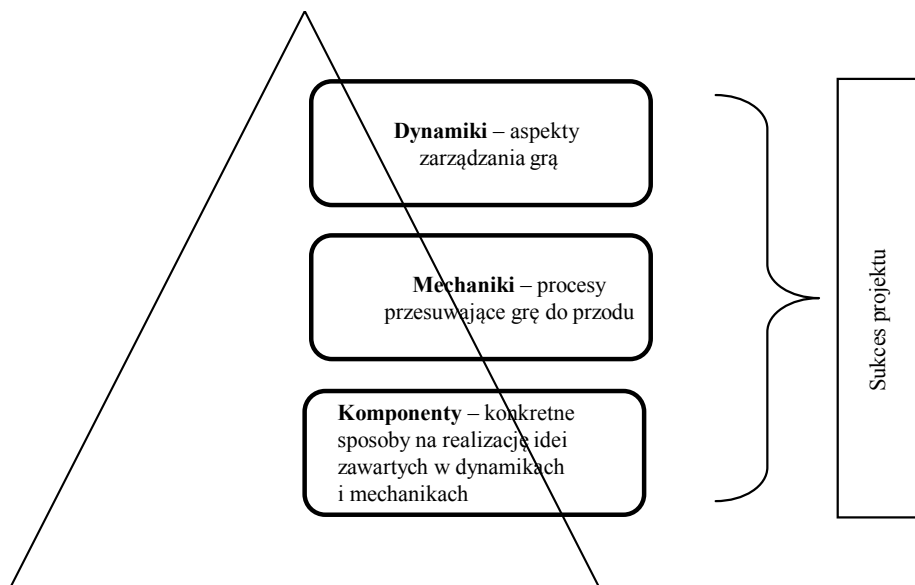 Dynamiki – aspekty
zarządzania grą
Mechaniki – procesy
przesuwające grę do przodu
Komponenty – konkretne
sposoby na realizację idei
zawartych w dynamikach
i mechanikach
Sukces projektu